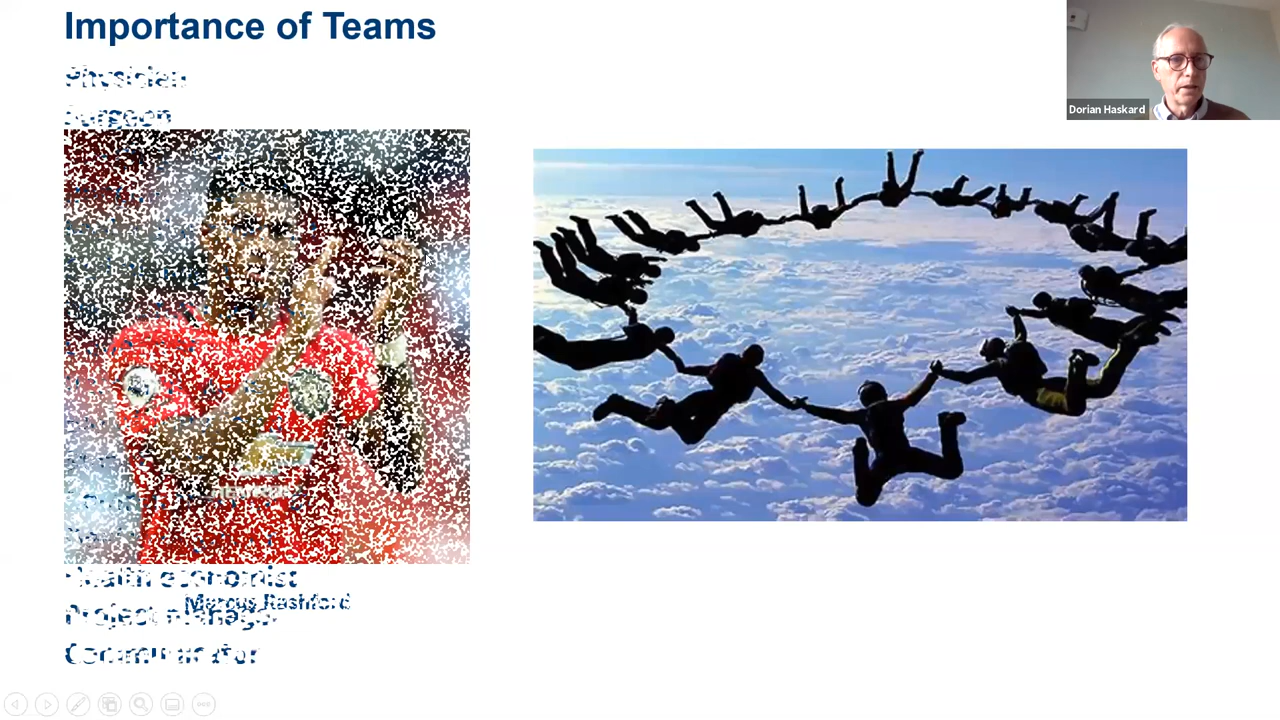 Importance of Teams
Physician
Surgeon
Dorian Haskard
Health economist
Marcus Rashford
Project manager
Communicator